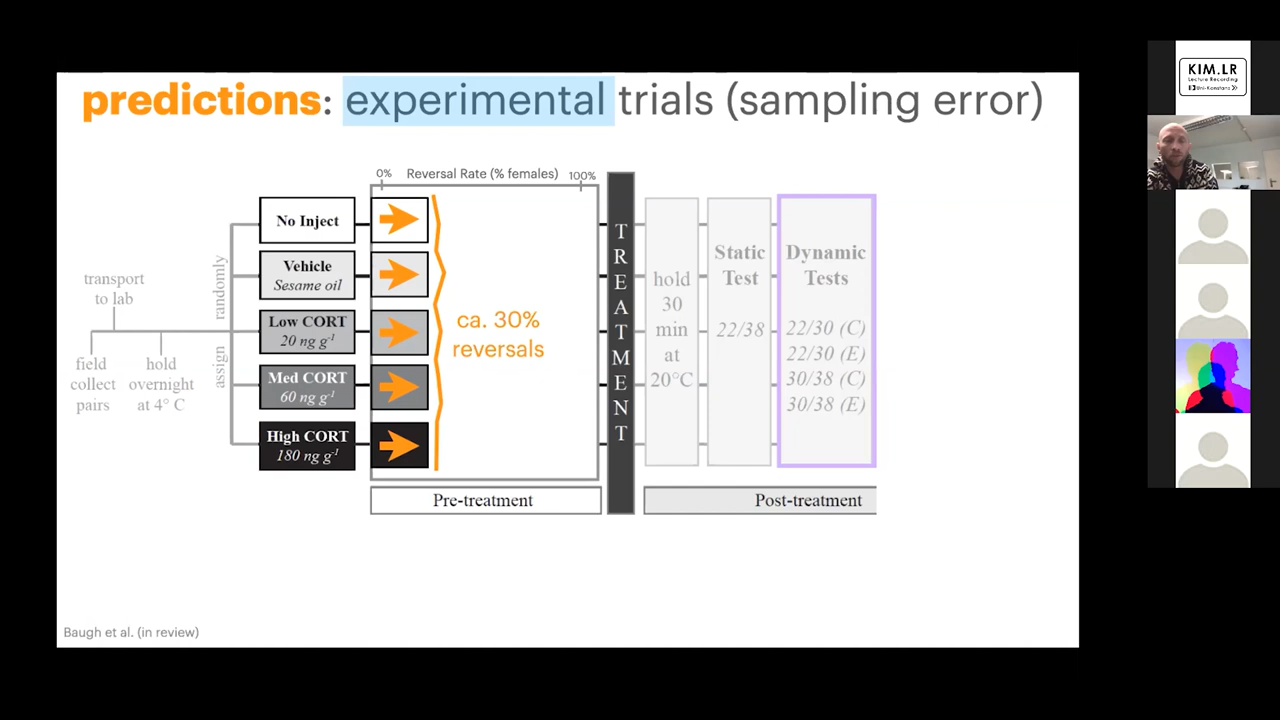 predictions: experimental trials (sampling error)
0% Reversal Rate (% females) 100%
transport
to lab
field
collect
pairs
hold
overnight
at 4° C
randomly
assign
No Inject
Vehicle
Sesame oil
Low CORT
20 ng g-1
Med CORT
60 ng g-1
High CORT
180 ng g-1
ca. 30%
reversals
Pre-treatment
TREATMENT
hold
30
min
at
20°C
Static
Test
22/38
Dynamic
Tests
22/30 (C)
22/30 (E)
30/38 (C)
30/38 (E)
Post-treatment
Baugh et al. (in review)
KIM.LR
Lecture Recording
Uni-Konstanz